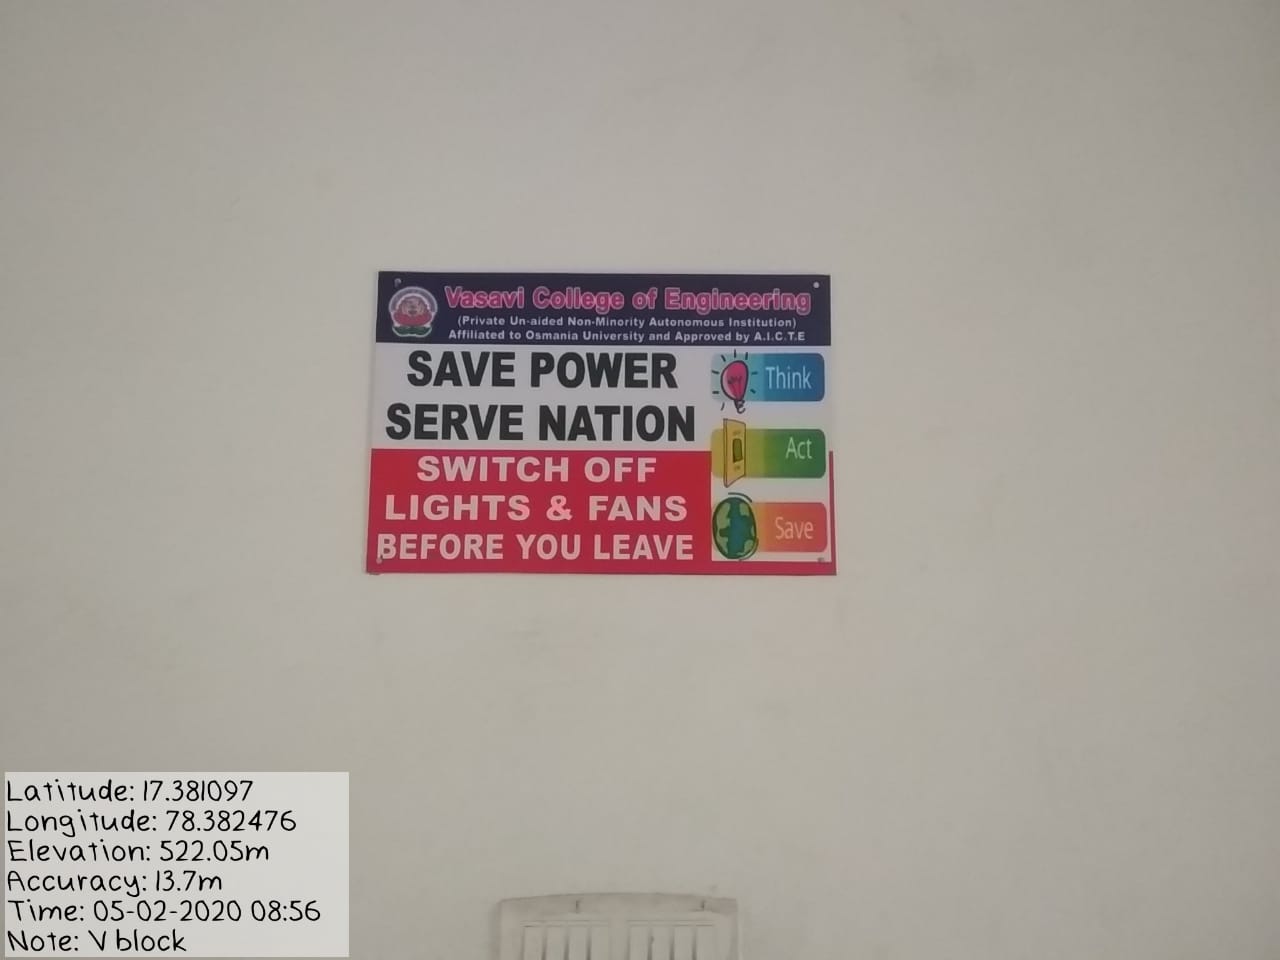 Vasavi College of Engineering
(Private Un-aided Non-Minority Autonomous Institution)
Affiliated to Osmania University and Approved by A.I.C.T.E
SAVE POWER
SERVE NATION
SWITCH OFF
LIGHTS & FANS
BEFORE YOU LEAVE
Think
Act
Save
Latitude: 17.381097
Longitude: 78.382476
Elevation: 522.05m
Accuracy: 13.7m
Time: 05-02-2020 08:56
Note: V block